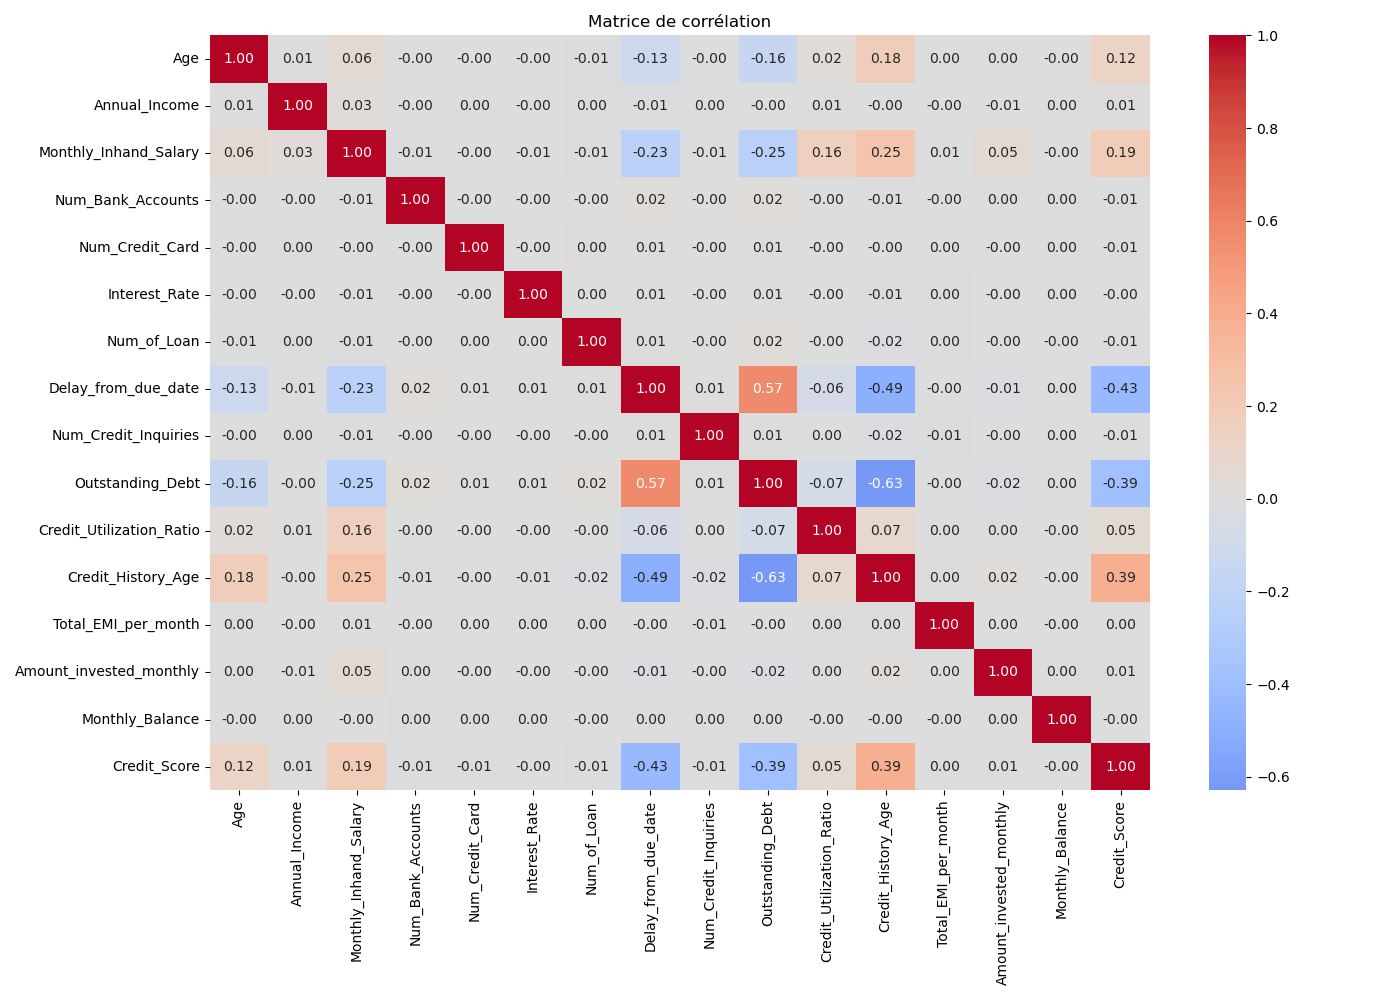 Matrice de corrélation
Age 1.00 0.01 0.06 -0.00 -0.00 -0.00 -0.01 -0.13 -0.00 -0.16 0.02 0.18 0.00 0.00 -0.00 0.12
Annual_Income 0.01 1.00 0.03 -0.00 0.00 -0.00 0.00 -0.01 0.00 -0.00 0.01 -0.00 -0.00 -0.01 0.00 0.01
Monthly_Inhand_Salary 0.06 0.03 1.00 -0.01 -0.00 -0.01 -0.01 -0.23 -0.01 -0.25 0.16 0.25 0.01 0.05 -0.00 0.19
Num_Bank_Accounts -0.00 -0.00 -0.01 1.00 -0.00 -0.00 -0.00 0.02 -0.00 0.02 -0.00 -0.01 -0.00 0.00 0.00 -0.01
Num_Credit_Card -0.00 0.00 -0.00 -0.00 1.00 -0.00 0.00 0.01 -0.00 0.01 -0.00 -0.00 0.00 -0.00 0.00 -0.01
Interest_Rate -0.00 -0.00 -0.01 -0.00 -0.00 1.00 0.00 0.01 -0.00 0.01 -0.00 -0.01 0.00 -0.00 0.00 -0.00
Num_of_Loan -0.01 0.00 -0.01 -0.00 0.00 0.00 1.00 0.01 -0.00 0.02 -0.00 -0.02 0.00 -0.00 -0.00 -0.01
Delay_from_due_date -0.13 -0.01 -0.23 0.02 0.01 0.01 0.01 1.00 0.01 0.57 -0.06 -0.49 -0.00 -0.01 0.00 -0.43
Num_Credit_Inquiries -0.00 0.00 -0.01 -0.00 -0.00 -0.00 -0.00 0.01 1.00 0.01 0.00 -0.02 -0.01 -0.00 0.00 -0.01
Outstanding_Debt -0.16 -0.00 -0.25 0.02 0.01 0.01 0.02 0.57 0.01 1.00 -0.07 -0.63 -0.00 -0.02 0.00 -0.39
Credit_Utilization_Ratio 0.02 0.01 0.16 -0.00 -0.00 -0.00 -0.00 -0.06 0.00 -0.07 1.00 0.07 0.00 0.00 -0.00 0.05
Credit_History_Age 0.18 -0.00 0.25 -0.01 -0.00 -0.01 -0.02 -0.49 -0.02 -0.63 0.07 1.00 0.00 0.02 -0.00 0.39
Total_EMI_per_month 0.00 -0.00 0.01 -0.00 0.00 0.00 0.00 -0.00 -0.01 -0.00 0.00 0.00 1.00 0.00 -0.00 0.00
Amount_invested_monthly 0.00 -0.01 0.05 0.00 -0.00 -0.00 -0.00 -0.01 -0.00 -0.02 0.00 0.02 0.00 1.00 0.00 0.01
Monthly_Balance -0.00 0.00 -0.00 0.00 0.00 0.00 -0.00 0.00 0.00 0.00 -0.00 -0.00 -0.00 0.00 1.00 -0.00
Credit_Score 0.12 0.01 0.19 -0.01 -0.01 -0.00 -0.01 -0.43 -0.01 -0.39 0.05 0.39 0.00 0.01 -0.00 1.00
Age
Annual_Income
Monthly_Inhand_Salary
Num_Bank_Accounts
Num_Credit_Card
Interest_Rate
Num_of_Loan
Delay_from_due_date
Num_Credit_Inquiries
Outstanding_Debt
Credit_Utilization_Ratio
Credit_History_Age
Total_EMI_per_month
Amount_invested_monthly
Monthly_Balance
Credit_Score
1.0
0.8
0.6
0.4
0.2
0.0
−0.2
−0.4
−0.6